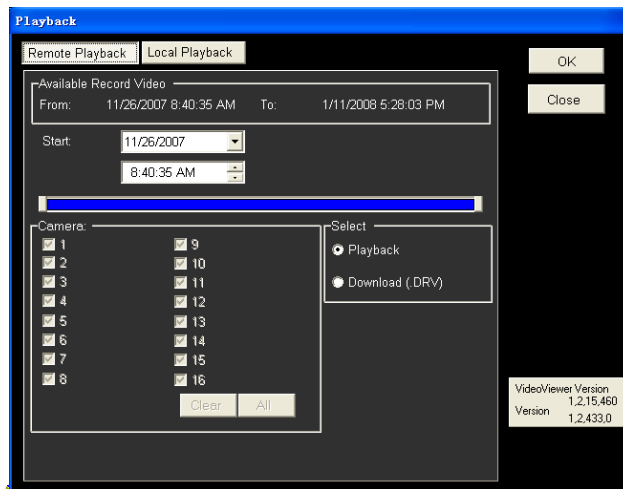 Playback
Remote Playback Local Playback
OK
Close
Available Record Video
From: 11/26/2007 8:40:35 AM To: 1/11/2008 5:28:03 PM
Start: 11/26/2007
8:40:35 AM
Camera:
1 9
2 10
3 11
4 12
5 13
6 14
7 15
8 16
Clear All
Select
Playback
Download (.DRV)
VideoViewer Version
1,2,15,460
Version
1,2,433,0